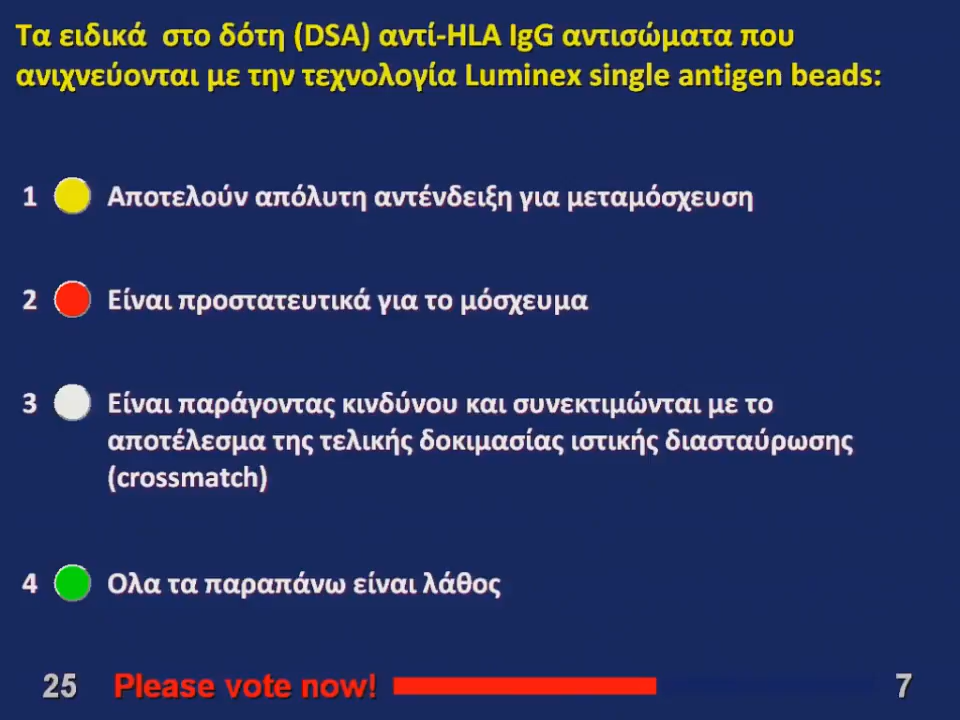 Τα ειδικά στο δότη (DSA) αντί-HLA IgG αντισώματα που
ανιχνεύονται με την τεχνολογία Luminex single antigen beads:
1 Αποτελούν απόλυτη αντένδειξη για μεταμόσχευση
2 Είναι προστατευτικά για το μόσχευμα
3 Είναι παράγοντας κινδύνου και συνεκτιμώνται με το
αποτέλεσμα της τελικής δοκιμασίας ιστικής διασταύρωσης
(crossmatch)
4 Ολα τα παραπάνω είναι λάθος
25 Please vote now! 7